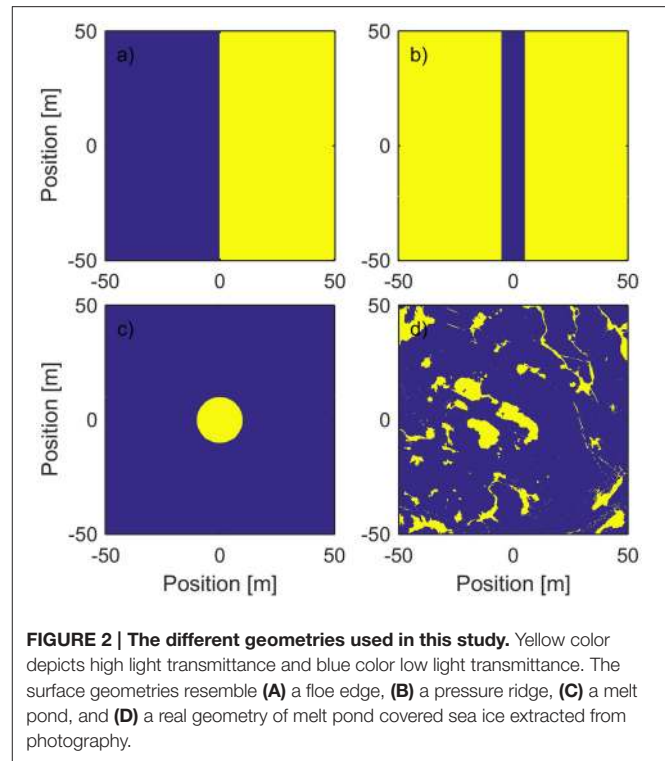 50
a)
b)
Position [m]
0
0
-50
-50
-50
0
50
-50
0
50
50
50
c)
d)
Position [m]
0
0
-50
-50
-50
0
50
-50
0
50
Position [m]
Position [m]
FIGURE 2 | The different geometries used in this study. Yellow color
depicts high light transmittance and blue color low light transmittance. The
surface geometries resemble (A) a floe edge, (B) a pressure ridge, (C) a melt
pond, and (D) a real geometry of melt pond covered sea ice extracted from
photography.